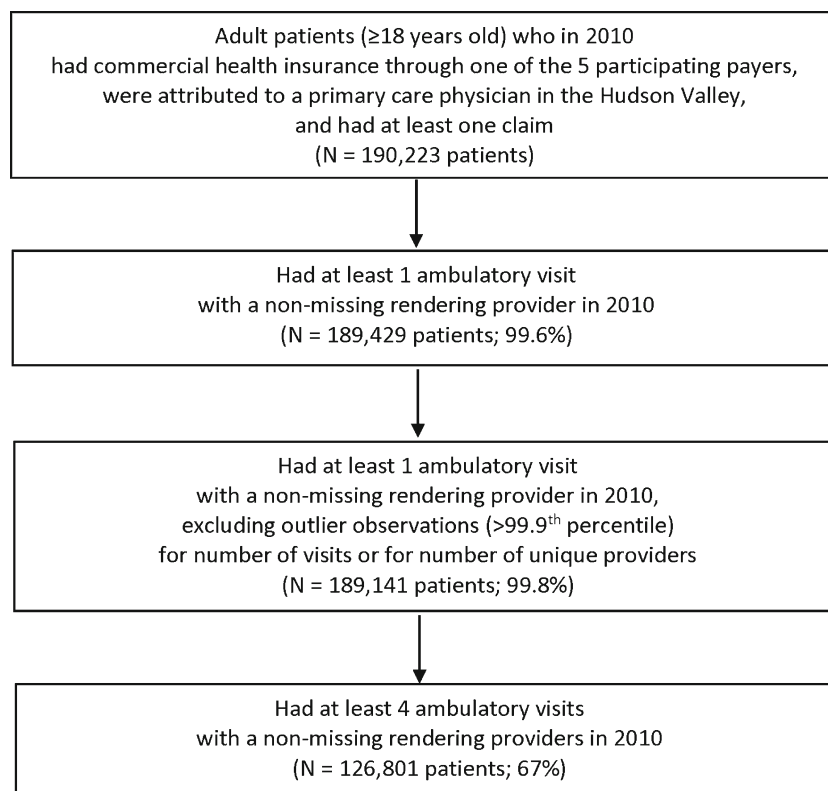 Adult patients (≥18 years old) who in 2010
had commercial health insurance through one of the 5 participating payers,
were attributed to a primary care physician in the Hudson Valley,
and had at least one claim
(N = 190,223 patients)
Had at least 1 ambulatory visit
with a non-missing rendering provider in 2010
(N = 189,429 patients; 99.6%)
Had at least 1 ambulatory visit
with a non-missing rendering provider in 2010,
excluding outlier observations (>99.9th percentile)
for number of visits or for number of unique providers
(N = 189,141 patients; 99.8%)
Had at least 4 ambulatory visits
with a non-missing rendering providers in 2010
(N = 126,801 patients; 67%)